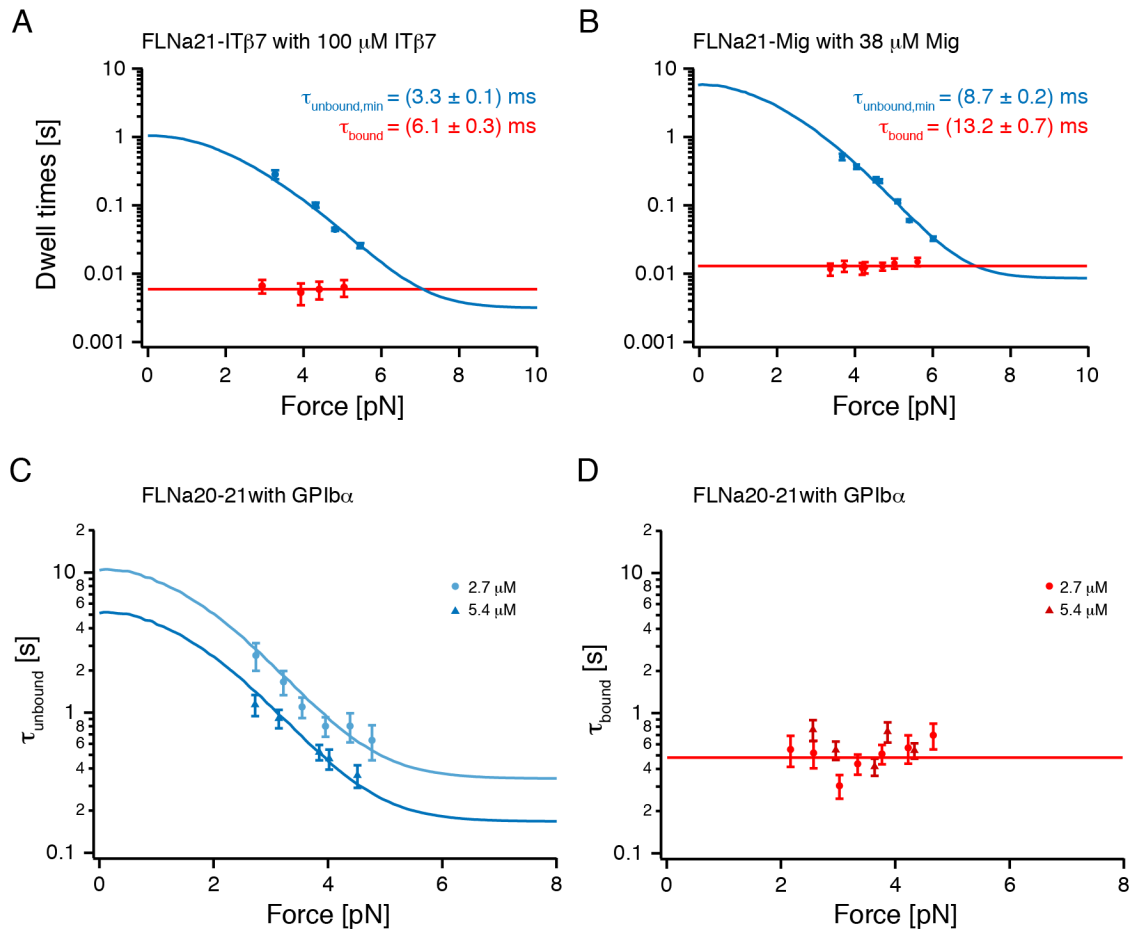 A
FLNa21-ITβ7 with 100 μM ITβ7
τunbound,min = (3.3 ± 0.1) ms
τbound = (6.1 ± 0.3) ms
Dwell times [s]
10
1
0.1
0.01
0.001
0 2 4 6 8 10
Force [pN]
B
FLNa21-Mig with 38 μM Mig
τunbound,min = (8.7 ± 0.2) ms
τbound = (13.2 ± 0.7) ms
10
1
0.1
0.01
0.001
0 2 4 6 8 10
Force [pN]
C
FLNa20-21with GPIbα
2.7 μM
5.4 μM
τunbound [s]
2
10
8
6
4
2
1
8
6
4
2
0.1
0 2 4 6 8
Force [pN]
D
FLNa20-21with GPIbα
2.7 μM
5.4 μM
τbound [s]
2
10
8
6
4
2
1
8
6
4
2
0.1
0 2 4 6 8
Force [pN]